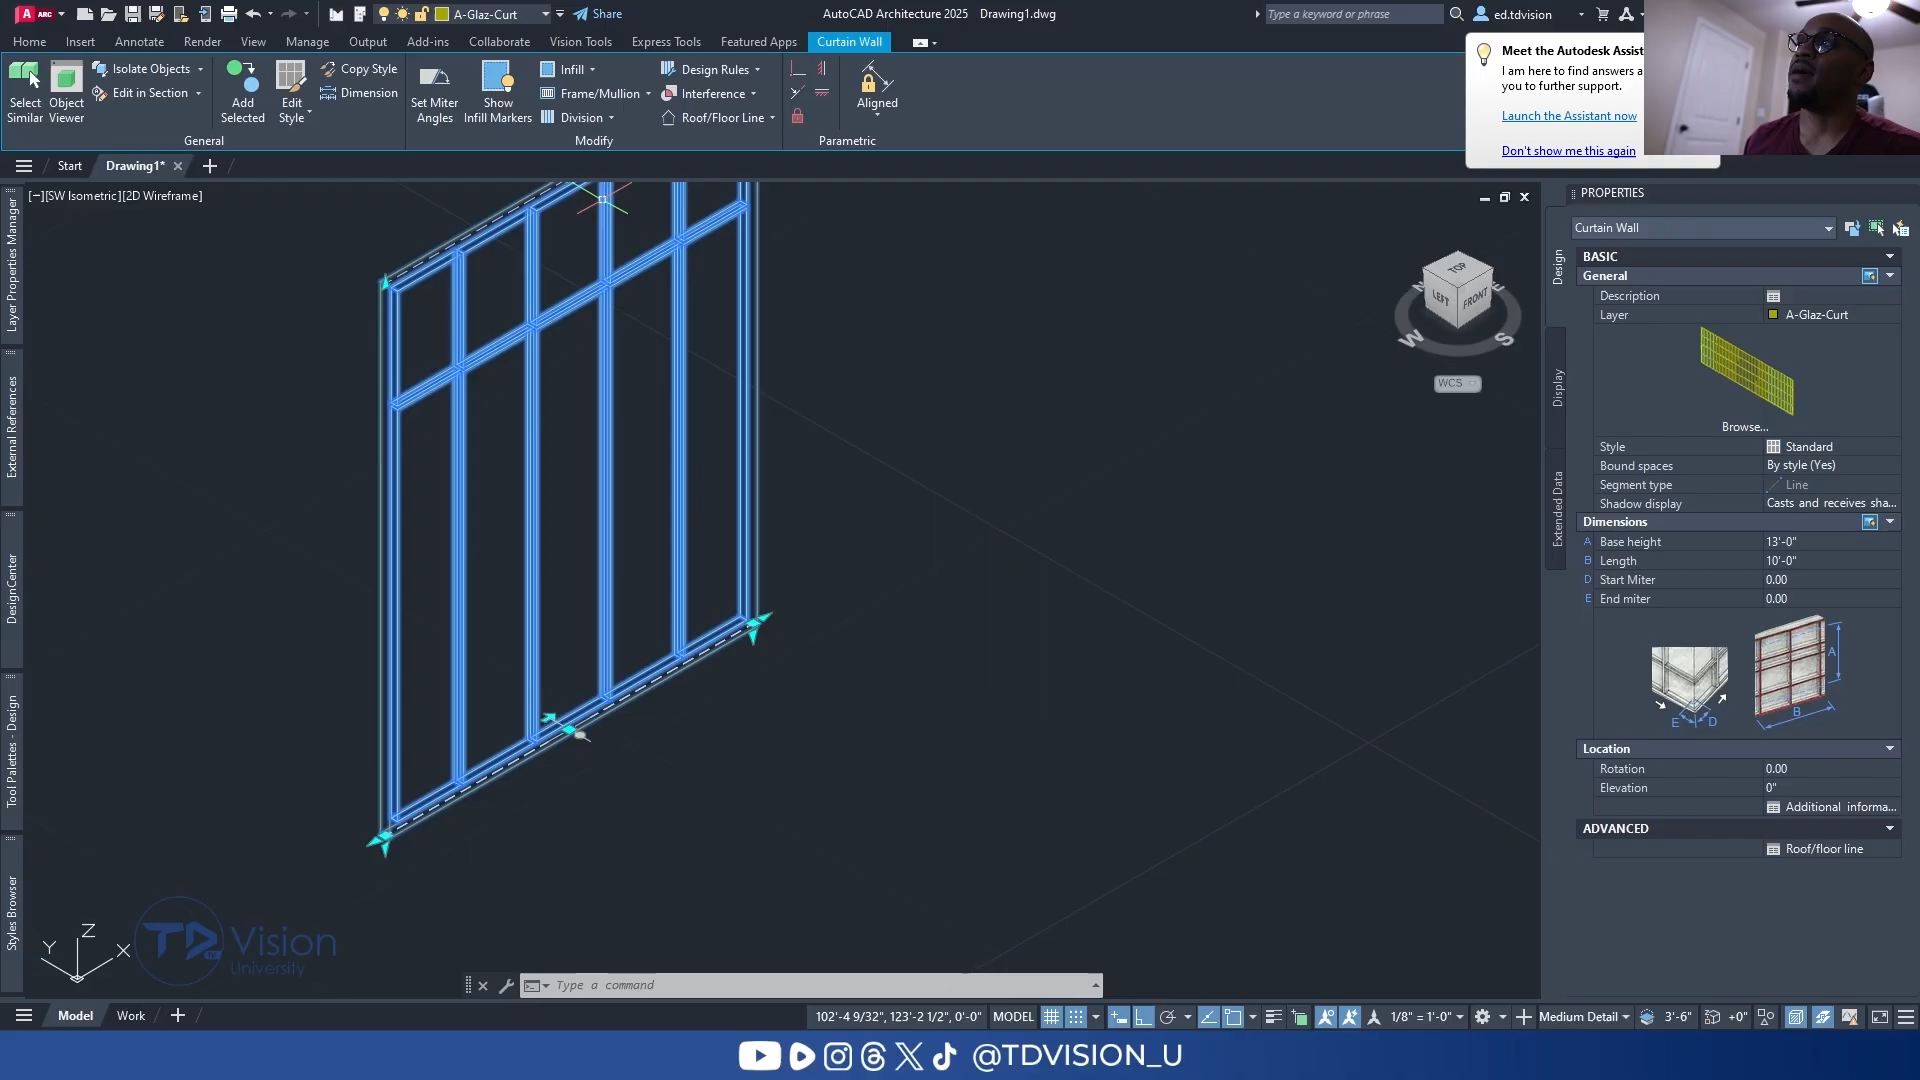 A ARC
A-Glaz-Curt
Share
AutoCAD Architecture 2025 Drawing1.dwg
Type a keyword or phrase
ed.tdvision
Home Insert Annotate Render View Manage Output Add-ins Collaborate Vision Tools Express Tools Featured Apps Curtain Wall
Select Similar
Object Viewer
Isolate Objects
Edit in Section
Add Selected
Edit Style
Copy Style
Dimension
General
Set Miter Angles
Show Infill Markers
Infill
Frame/Mullion
Division
Design Rules
Interference
Roof/Floor Line
Modify
Aligned
Parametric
Meet the Autodesk Assist
I am here to find answers a
you to further support.
Launch the Assistant now
Don't show me this again
Start Drawing1*
[−][SW Isometric][2D Wireframe]
Layer Properties Manager
External References
DesignCenter
Tool Palettes - Design
Styles Browser
TOP
LEFT FRONT
W S
WCS
Design
Display
Extended Data
PROPERTIES
Curtain Wall
BASIC
General
Description
Layer A-Glaz-Curt
Browse...
Style Standard
Bound spaces By style (Yes)
Segment type Line
Shadow display Casts and receives sha...
Dimensions
A Base height 13'-0"
B Length 10'-0"
D Start Miter 0.00
E End miter 0.00
A
B
E D
Location
Rotation 0.00
Elevation 0"
Additional informa...
ADVANCED
Roof/floor line
Z
Y X
TD Vision
University
Type a command
Model Work
102'-4 9/32", 123'-2 1/2", 0'-0" MODEL 1/8" = 1'-0" Medium Detail 3'-6" +0"
@TDVISION_U